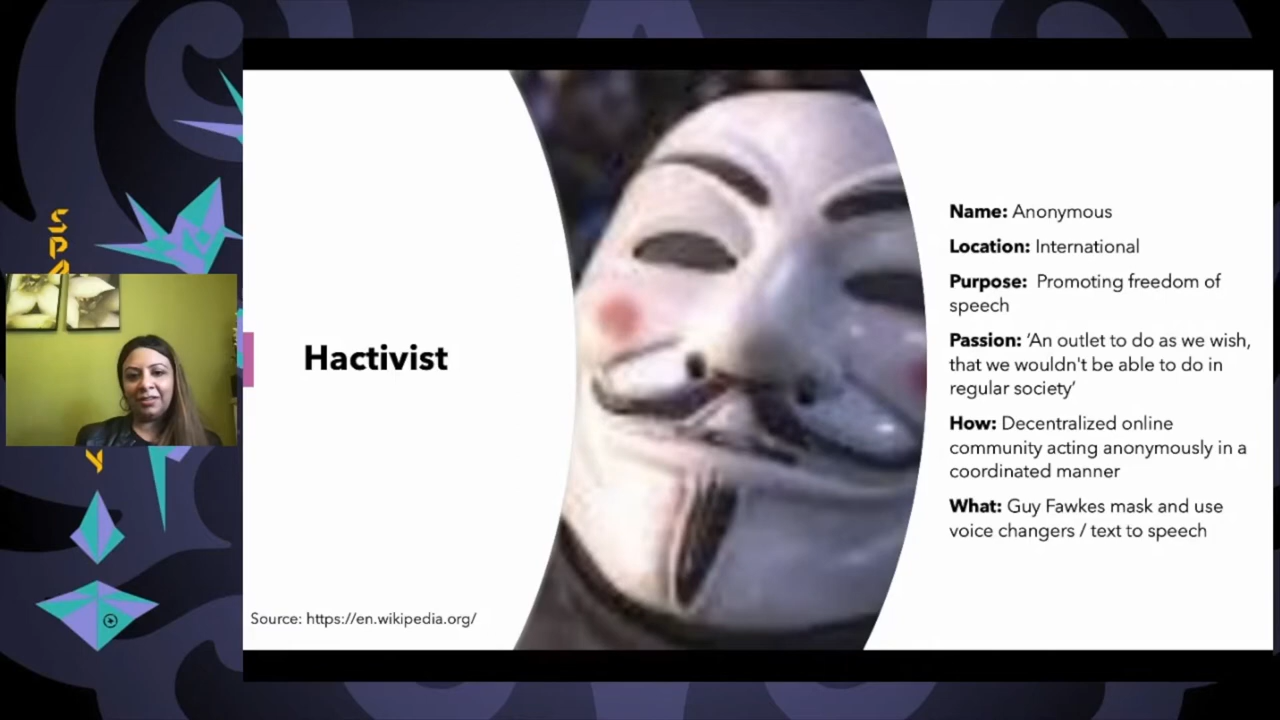 Hactivist
Source: https://en.wikipedia.org/
Name: Anonymous
Location: International
Purpose: Promoting freedom of
speech
Passion: ‘An outlet to do as we wish,
that we wouldn't be able to do in
regular society’
How: Decentralized online
community acting anonymously in a
coordinated manner
What: Guy Fawkes mask and use
voice changers / text to speech